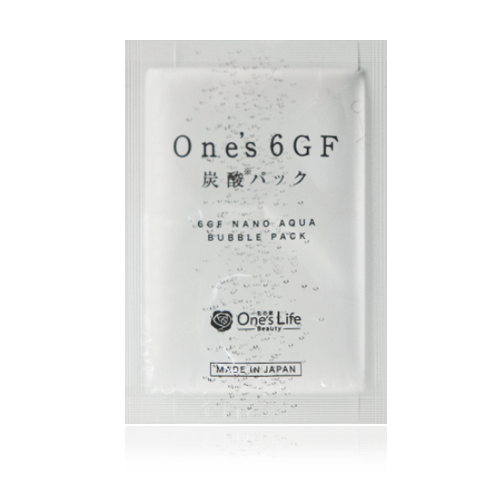 One's 6GF
炭酸※パック
6GF NANO AQUA
BUBBLE PACK
One's Life
Beauty
MADE IN JAPAN